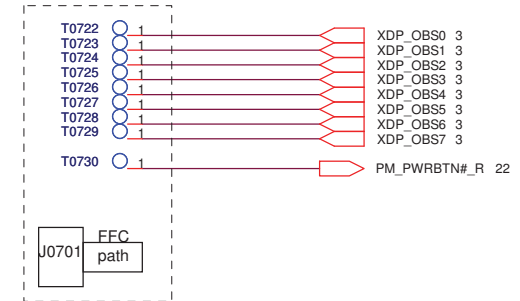 T0722 1 XDP_OBS0 3
T0723 1 XDP_OBS1 3
T0724 1 XDP_OBS2 3
T0725 1 XDP_OBS3 3
T0726 1 XDP_OBS4 3
T0727 1 XDP_OBS5 3
T0728 1 XDP_OBS6 3
T0729 1 XDP_OBS7 3
T0730 1 PM_PWRBTN#_R 22
FFC
J0701 path